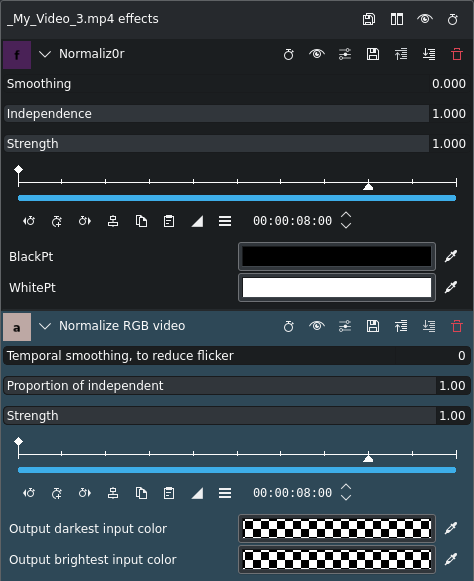 _My_Video_3.mp4 effects
f Normaliz0r
Smoothing 0.000
Independence 1.000
Strength 1.000
00:00:08:00
BlackPt
WhitePt
a Normalize RGB video
Temporal smoothing, to reduce flicker 0
Proportion of independent 1.00
Strength 1.00
00:00:08:00
Output darkest input color
Output brightest input color